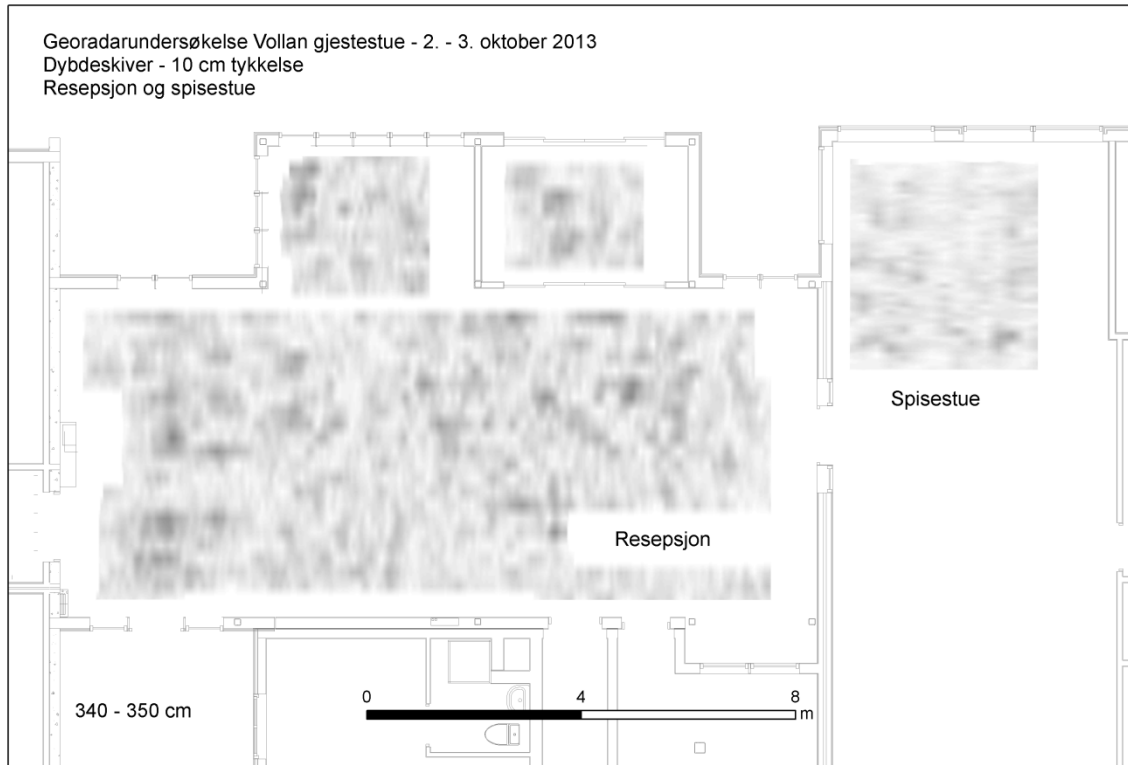 Georadarundersøkelse Vollan gjestestue - 2. - 3. oktober 2013
Dybdeskiver - 10 cm tykkelse
Resepsjon og spisestue
Spisestue
Resepsjon
340 - 350 cm
0 4 8
m